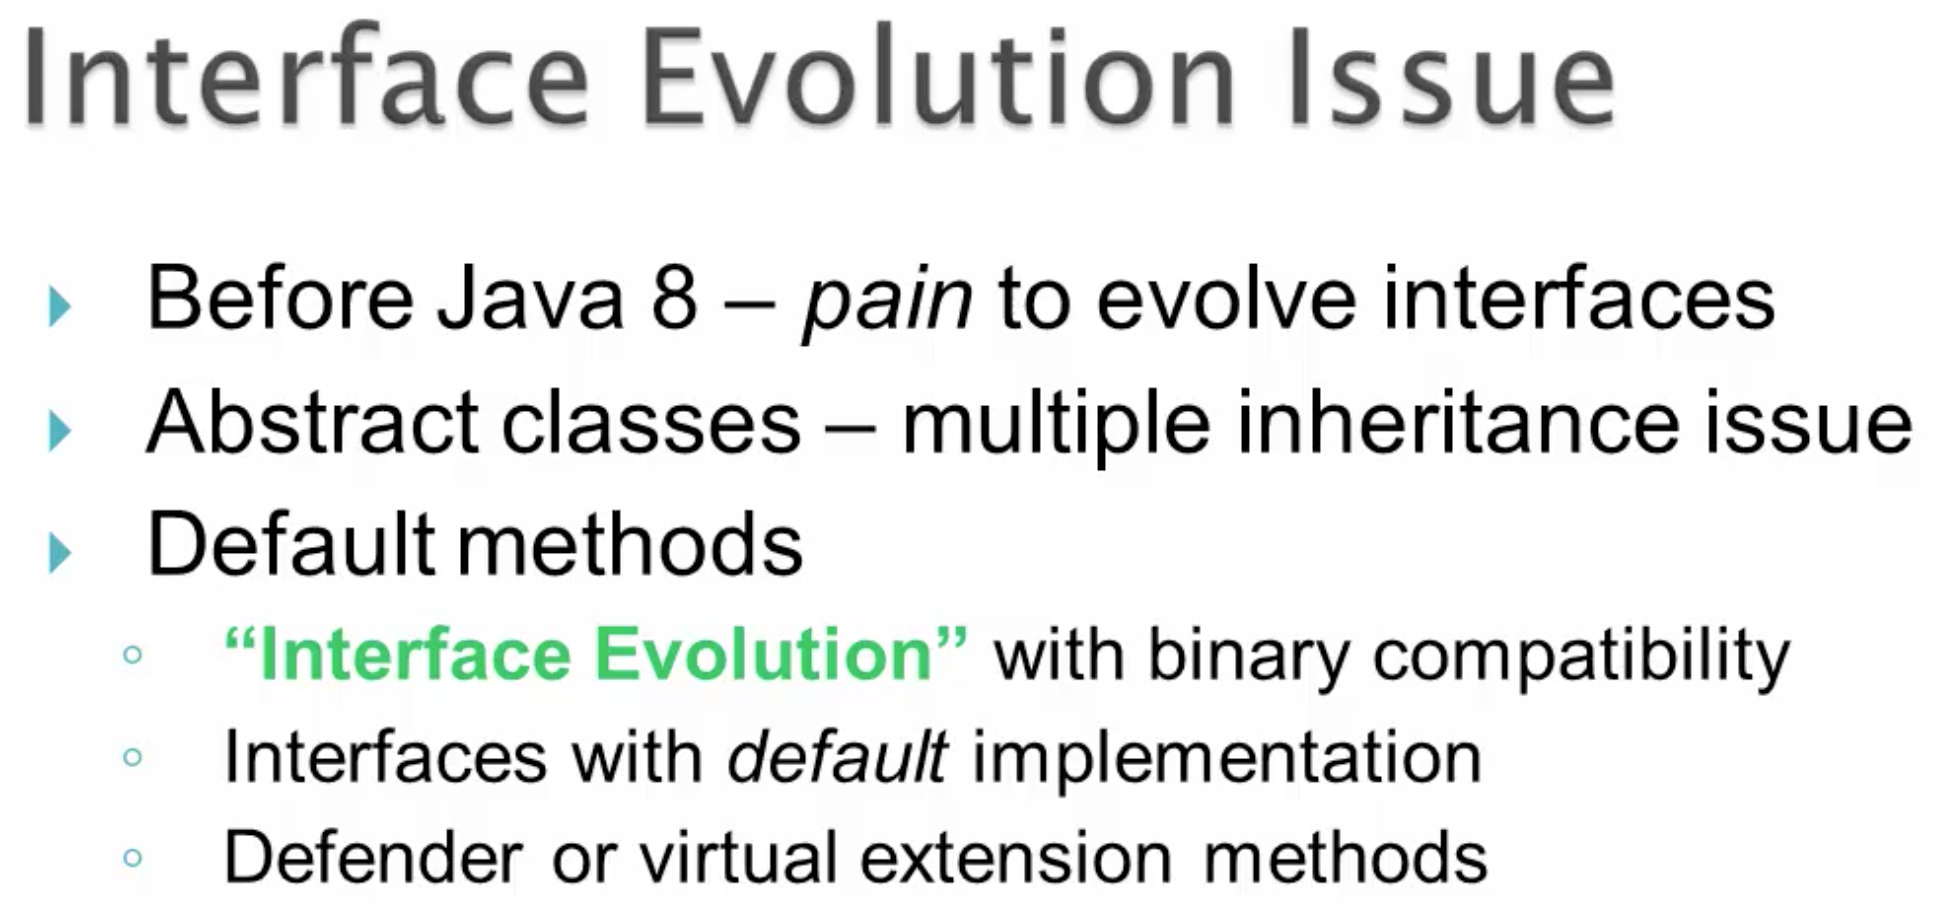 Interface Evolution Issue
Before Java 8 – pain to evolve interfaces
Abstract classes – multiple inheritance issue
Default methods
“Interface Evolution” with binary compatibility
Interfaces with default implementation
Defender or virtual extension methods